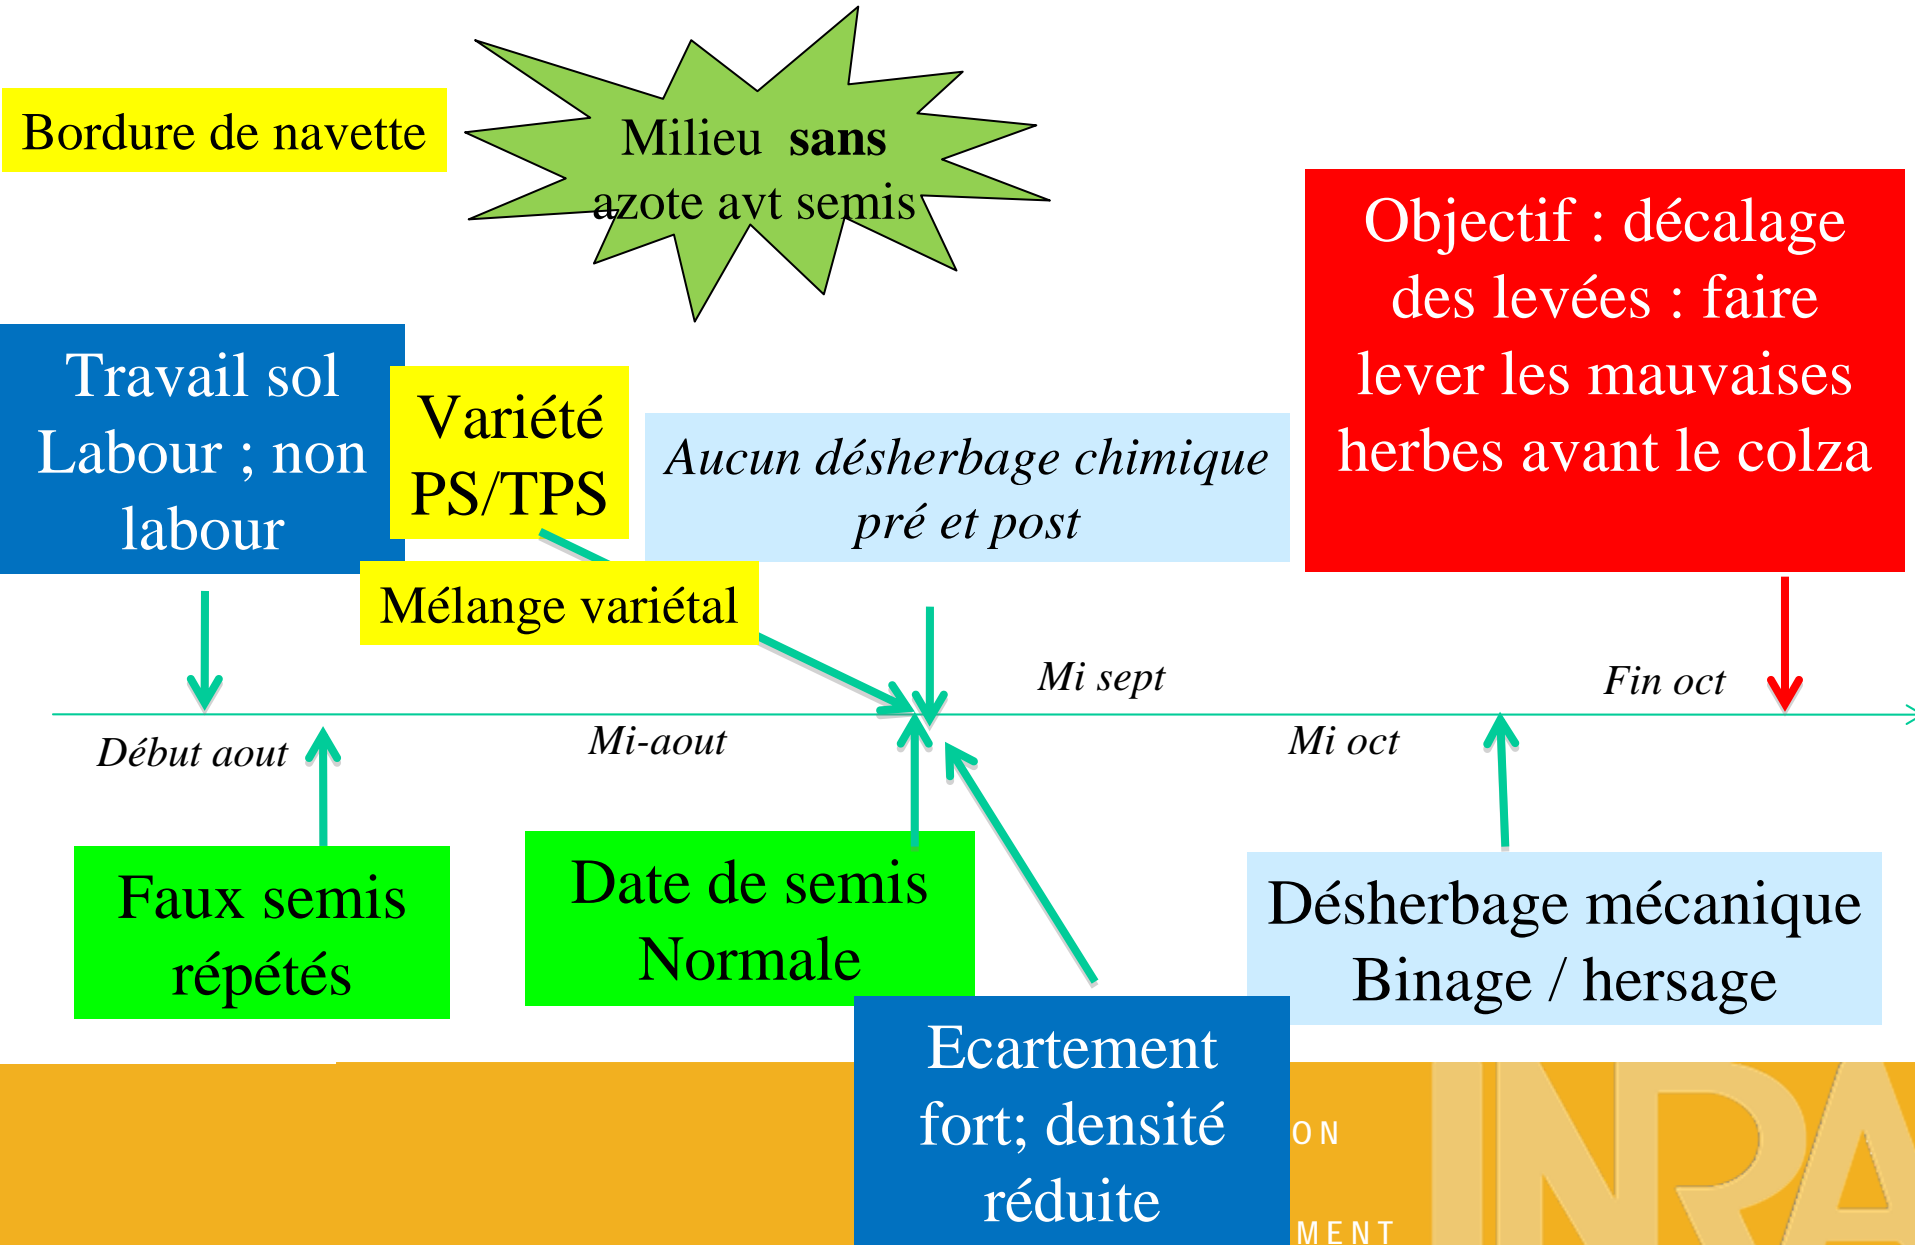 Bordure de navette
Milieu sans
azote avt semis
Objectif : décalage
des levées : faire
lever les mauvaises
herbes avant le colza
Travail sol
Labour ; non
labour
Variété
PS/TPS
Aucun désherbage chimique
pré et post
Mélange variétal
Mi sept
Fin oct
Début aout
Mi-aout
Mi oct
Faux semis
répétés
Date de semis
Normale
Désherbage mécanique
Binage / hersage
Ecartement
fort; densité
réduite
ON
MENT
INRA